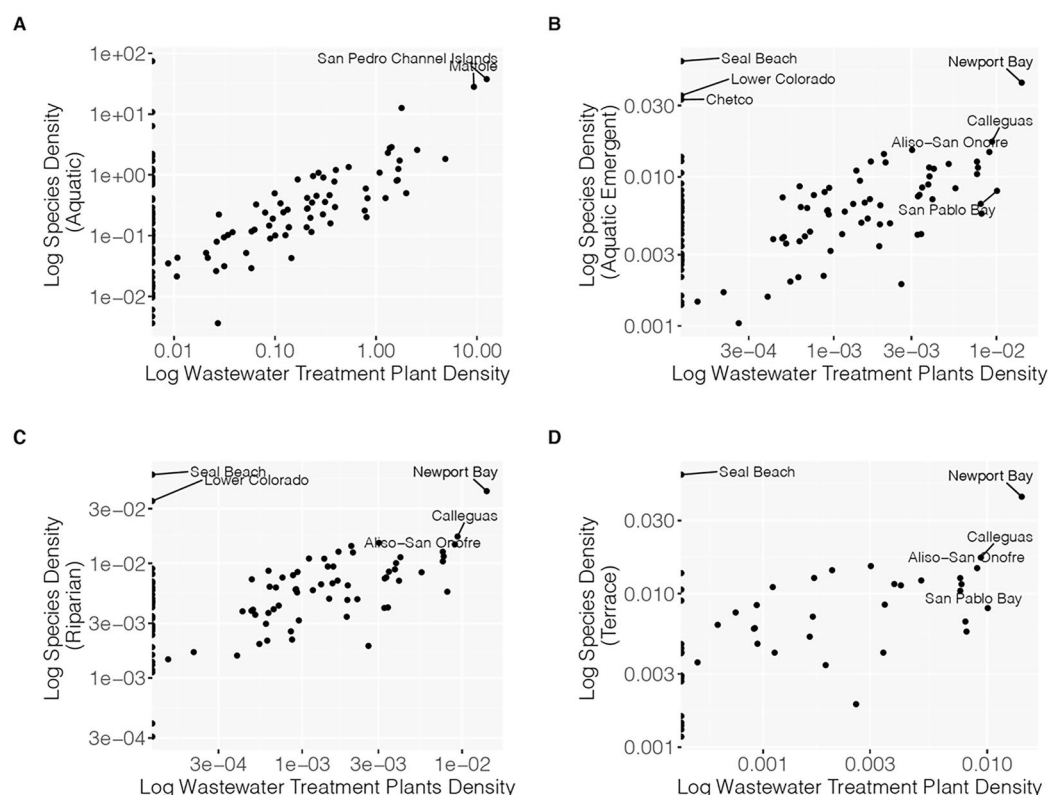 A
1e+02
1e+01
1e+00
1e−01
1e−02
0.01 0.10 1.00 10.00
Log Species Density
(Aquatic)
Log Wastewater Treatment Plant Density
San Pedro Channel Islands
Mattole
B
0.030
0.010
0.003
0.001
3e−04 1e−03 3e−03 1e−02
Log Species Density
(Aquatic Emergent)
Log Wastewater Treatment Plants Density
Seal Beach
Lower Colorado
Chetco
Newport Bay
Calleguas
Aliso−San Onofre
San Pablo Bay
C
3e−02
1e−02
3e−03
1e−03
3e−04
3e−04 1e−03 3e−03 1e−02
Log Species Density
(Riparian)
Log Wastewater Treatment Plants Density
Seal Beach
Lower Colorado
Newport Bay
Calleguas
Aliso−San Onofre
D
0.030
0.010
0.003
0.001
0.001 0.003 0.010
Log Species Density
(Terrace)
Log Wastewater Treatment Plants Density
Seal Beach
Newport Bay
Calleguas
Aliso−San Onofre
San Pablo Bay